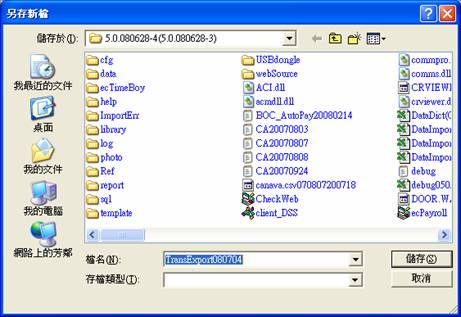 另存新檔
儲存於(I): 5.0.080628-4(5.0.080628-3)
我最近的文件
桌面
我的文件
我的電腦
網路上的芳鄰
cfg
data
ecTimeBoy
help
ImportErr
library
log
photo
Ref
report
sql
template
USBdongle
webSource
ACI.dll
acmdll.dll
BOC_AutoPay20080214
CA20070803
CA20070807
CA20070808
CA20070924
canava.csv070807200718
CheckWeb
client_DSS
commpro.
comms.dll
CRVIEWE
crviewer.d
DataDict(C
DataImpor
DataImpor
DataImpor
debug
debug050.
DOOR.W.
ecPayroll
檔名(N): TransExport080704
儲存(S)
存檔類型(T):
取消